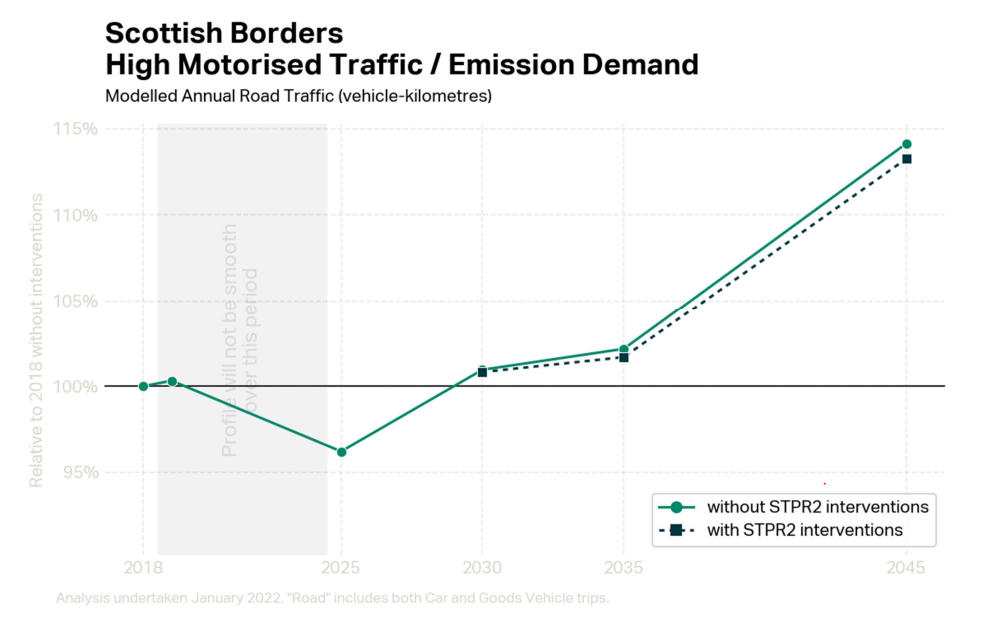 Scottish Borders
High Motorised Traffic / Emission Demand
Modelled Annual Road Traffic (vehicle-kilometres)
115%
110%
105%
100%
95%
Relative to 2018 without interventions
Profile will not be smooth
over this period
without STPR2 interventions
with STPR2 interventions
2018
2025
2030
2035
2045
Analysis undertaken January 2022. "Road" includes both Car and Goods Vehicle trips.